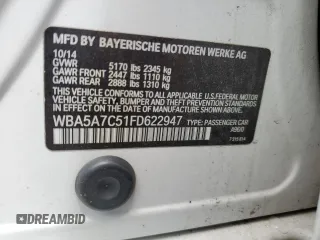 MFD BY BAYERISCHE MOTOREN WERKE AG
10/14
GVWR 5170 lbs 2345 kg
GAWR FRONT 2447 lbs 1110 kg
GAWR REAR 2888 lbs 1310 kg
THIS VEHICLE CONFORMS TO ALL APPLICABLE U.S.FEDERAL MOTOR
VEHICLE SAFETY, BUMPER, AND THEFT PREVENTION STANDARDS
IN EFFECT ON THE DATE OF MANUFACTURE SHOWN ABOVE.
WBA5A7C51FD622947
TYPE: PASSENGER CAR
DREAMBID